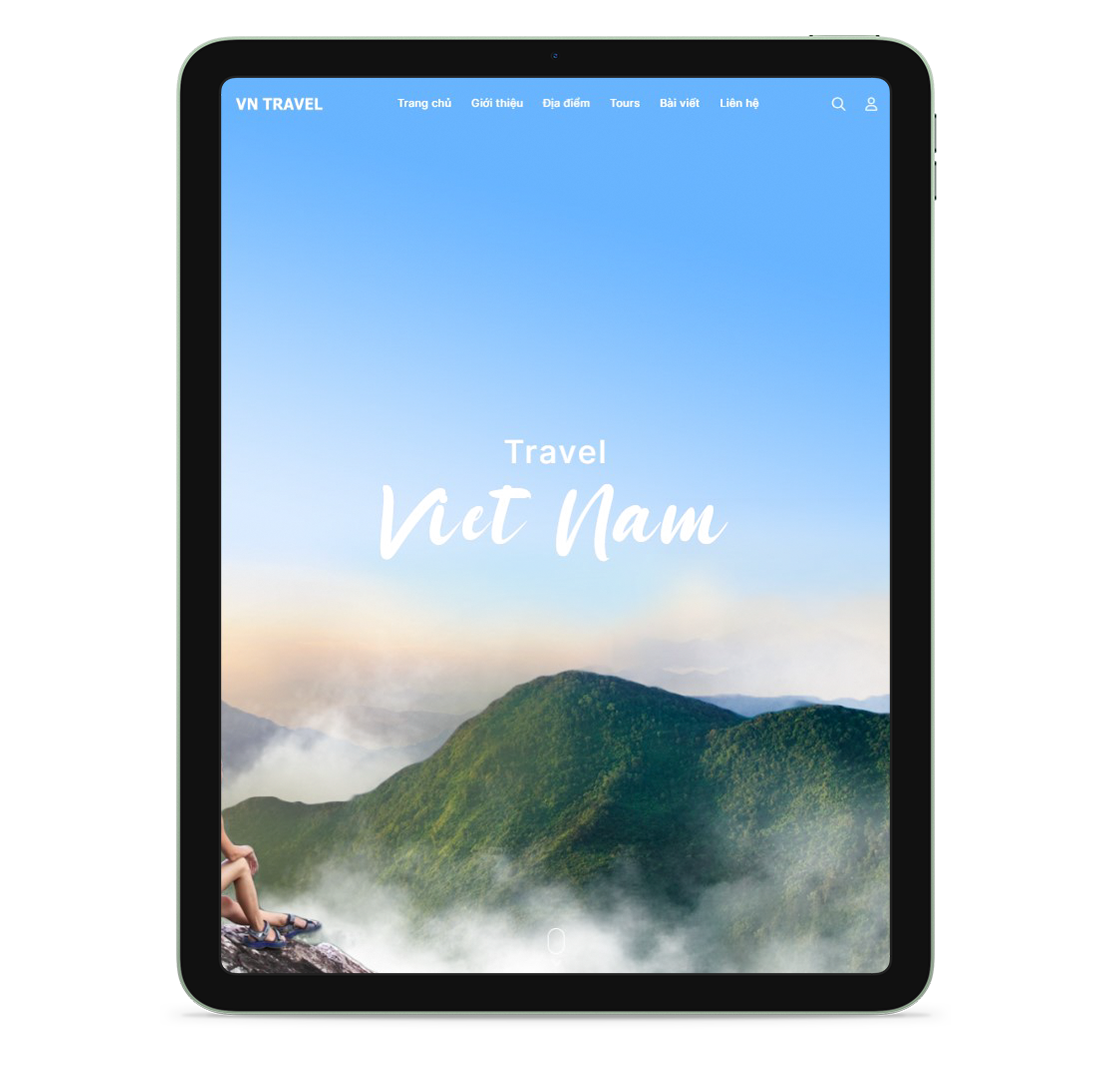 VN TRAVEL Trang chủ Giới thiệu Địa điểm Tours Bài viết Liên hệ
Travel
Viet Nam